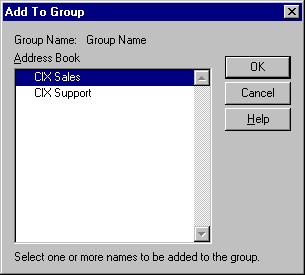 Add To Group
Group Name: Group Name
Address Book
CIX Sales
CIX Support
OK
Cancel
Help
Select one or more names to be added to the group.